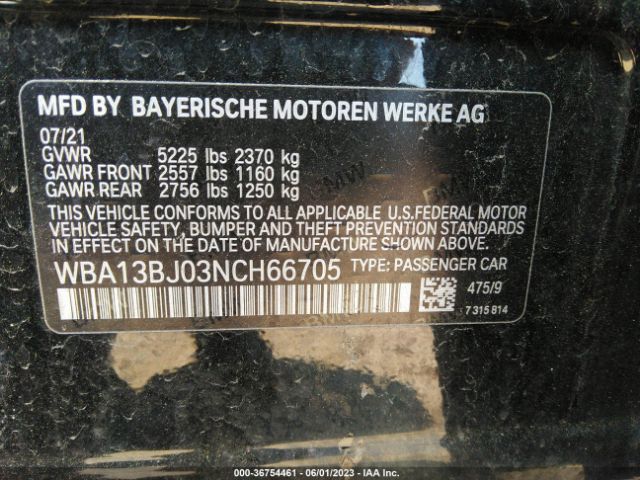 MFD BY BAYERISCHE MOTOREN WERKE AG
07/21
GVWR 5225 lbs 2370 kg
GAWR FRONT 2557 lbs 1160 kg
GAWR REAR 2756 lbs 1250 kg
THIS VEHICLE CONFORMS TO ALL APPLICABLE U.S.FEDERAL MOTOR
VEHICLE SAFETY, BUMPER AND THEFT PREVENTION STANDARDS
IN EFFECT ON THE DATE OF MANUFACTURE SHOWN ABOVE.
WBA13BJ03NCH66705 TYPE: PASSENGER CAR
475/9
7 315 814
000-36754461 - 06/01/2023 - IAA Inc.